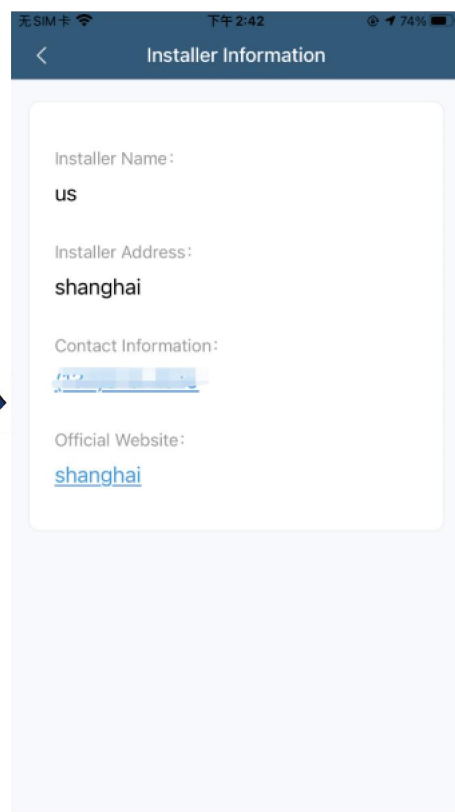 无SIM卡 下午2:42 74%
Installer Information
Installer Name:
us
Installer Address:
shanghai
Contact Information:
Official Website:
shanghai